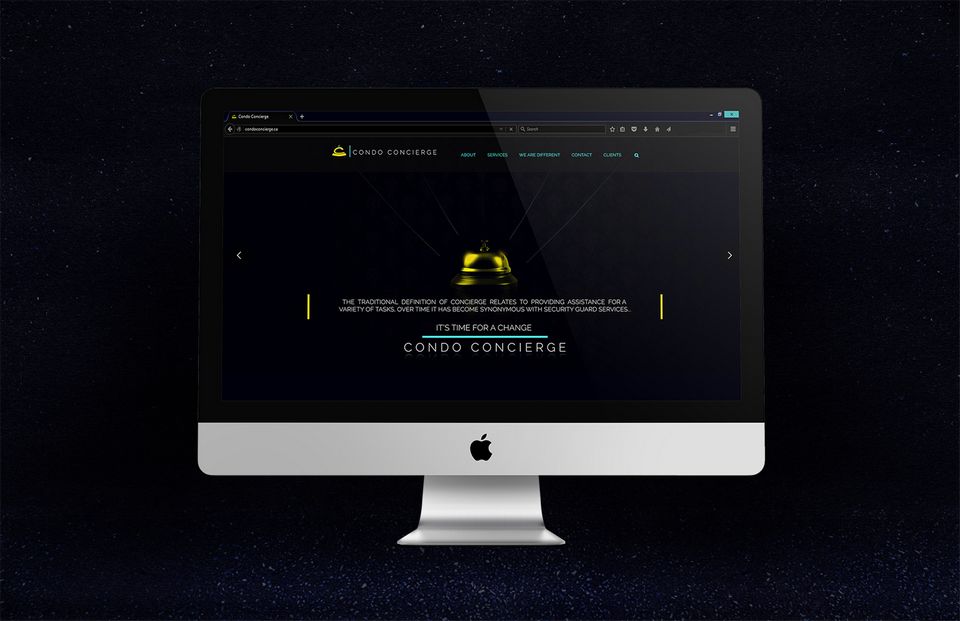 Condo Concierge
condoconcierge.ca
Search
CONDO CONCIERGE
ABOUT SERVICES WE ARE DIFFERENT CONTACT CLIENTS
THE TRADITIONAL DEFINITION OF CONCIERGE RELATES TO PROVIDING ASSISTANCE FOR A
VARIETY OF TASKS. OVER TIME IT HAS BECOME SYNONYMOUS WITH SECURITY GUARD SERVICES...
IT'S TIME FOR A CHANGE
CONDO CONCIERGE